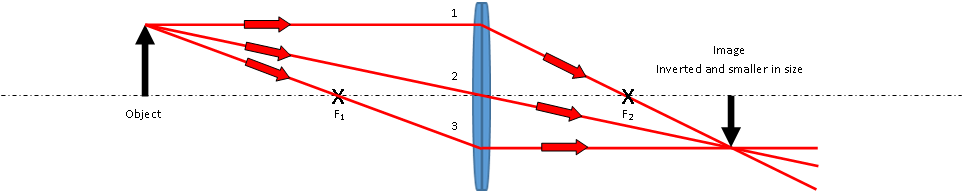 1
Image
Inverted and smaller in size
2
X X
Object
F1
F2
3